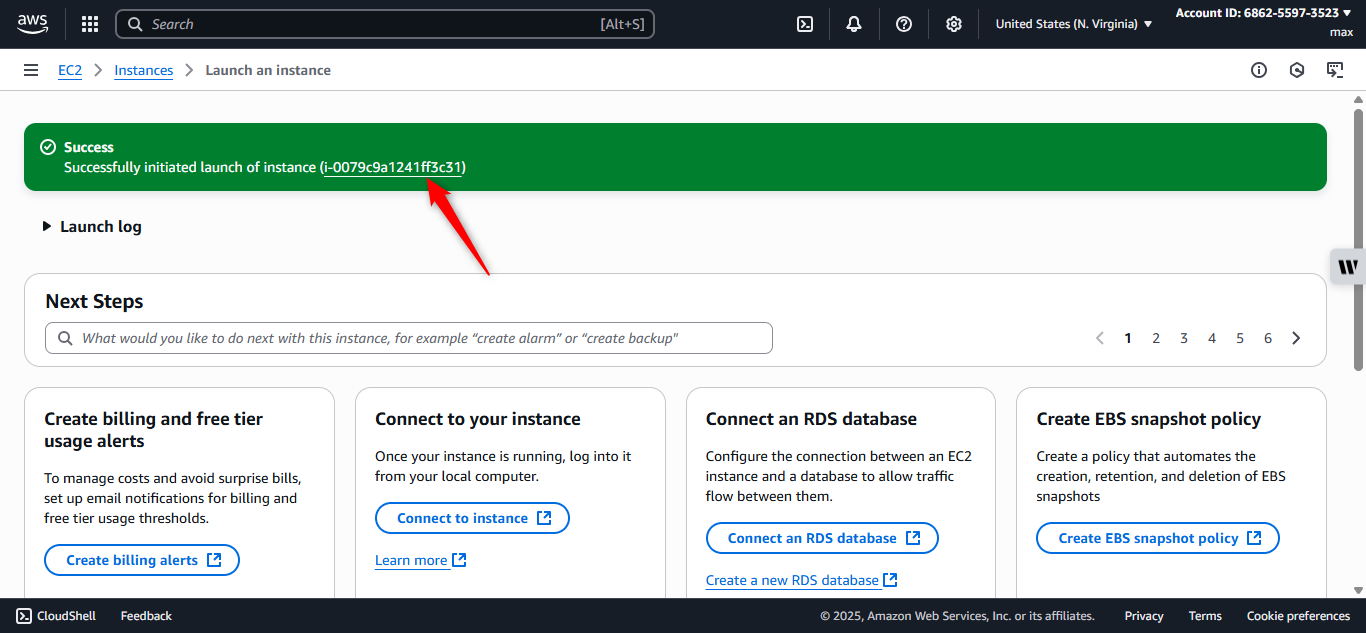 aws
Search
[Alt+S]
United States (N. Virginia)
Account ID: 6862-5597-3523
max
EC2
Instances
Launch an instance
Success
Successfully initiated launch of instance (i-0079c9a1241ff3c31)
Launch log
Next Steps
What would you like to do next with this instance, for example “create alarm” or “create backup"
1 2 3 4 5 6
Create billing and free tier
usage alerts
To manage costs and avoid surprise bills,
set up email notifications for billing and
free tier usage thresholds.
Create billing alerts
Connect to your instance
Once your instance is running, log into it
from your local computer.
Connect to instance
Learn more
Connect an RDS database
Configure the connection between an EC2
instance and a database to allow traffic
flow between them.
Connect an RDS database
Create a new RDS database
Create EBS snapshot policy
Create a policy that automates the
creation, retention, and deletion of EBS
snapshots
Create EBS snapshot policy
CloudShell
Feedback
© 2025, Amazon Web Services, Inc. or its affiliates.
Privacy
Terms
Cookie preferences